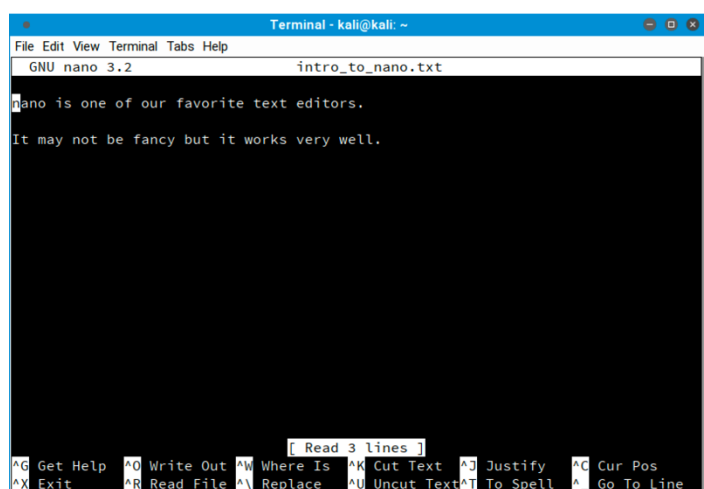 Terminal - kali@kali: ~
File Edit View Terminal Tabs Help
GNU nano 3.2 intro_to_nano.txt
nano is one of our favorite text editors.
It may not be fancy but it works very well.
[ Read 3 lines ]
^G Get Help ^O Write Out ^W Where Is ^K Cut Text ^J Justify ^C Cur Pos
^X Exit ^R Read File ^\ Replace ^U Uncut Text ^T To Spell ^_ Go To Line